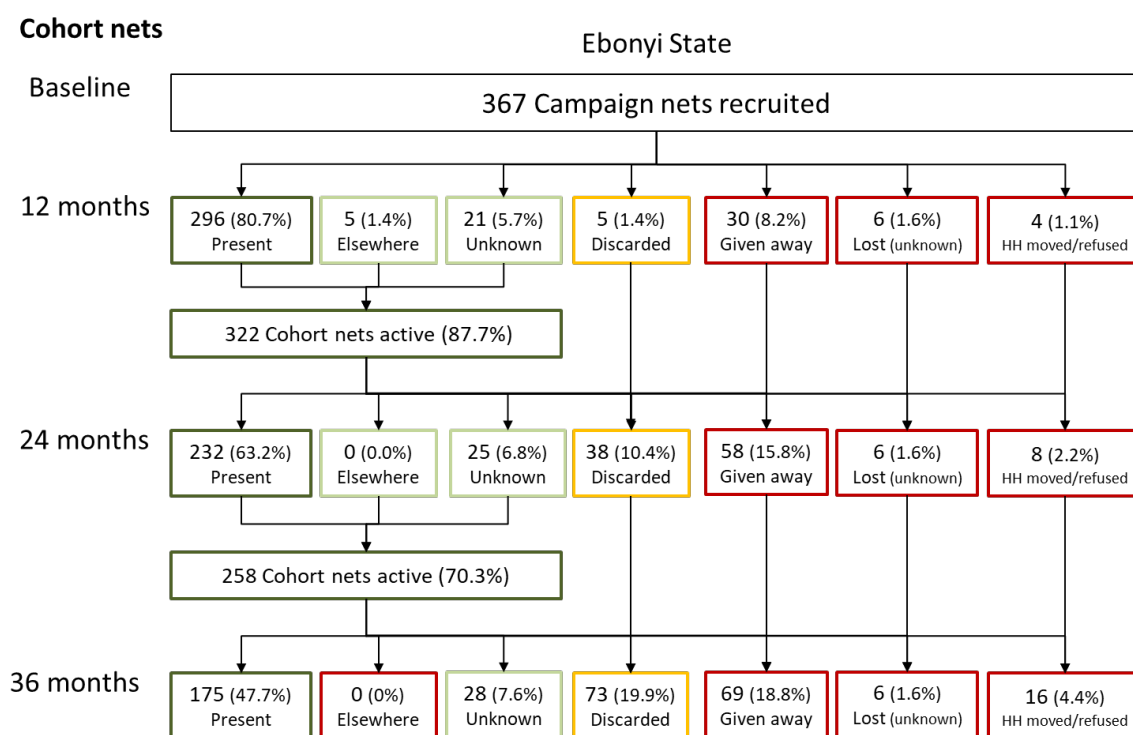 Cohort nets
Ebonyi State
Baseline
367 Campaign nets recruited
12 months
296 (80.7%)
Present
5 (1.4%)
Elsewhere
21 (5.7%)
Unknown
5 (1.4%)
Discarded
30 (8.2%)
Given away
6 (1.6%)
Lost (unknown)
4 (1.1%)
HH moved/refused
322 Cohort nets active (87.7%)
24 months
232 (63.2%)
Present
0 (0.0%)
Elsewhere
25 (6.8%)
Unknown
38 (10.4%)
Discarded
58 (15.8%)
Given away
6 (1.6%)
Lost (unknown)
8 (2.2%)
HH moved/refused
258 Cohort nets active (70.3%)
36 months
175 (47.7%)
Present
0 (0%)
Elsewhere
28 (7.6%)
Unknown
73 (19.9%)
Discarded
69 (18.8%)
Given away
6 (1.6%)
Lost (unknown)
16 (4.4%)
HH moved/refused